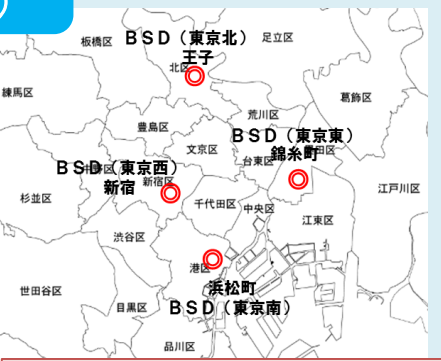 板橋区
BSD（東京北）
王子
足立区
北区
練馬区
葛飾区
荒川区
豊島区
文京区
BSD（東京東）
錦糸町
台東区
墨田区
BSD（東京西）
新宿
中野区
新宿区
杉並区
千代田区
中央区
江東区
江戸川区
渋谷区
港区
浜松町
BSD（東京南）
世田谷区
目黒区
品川区